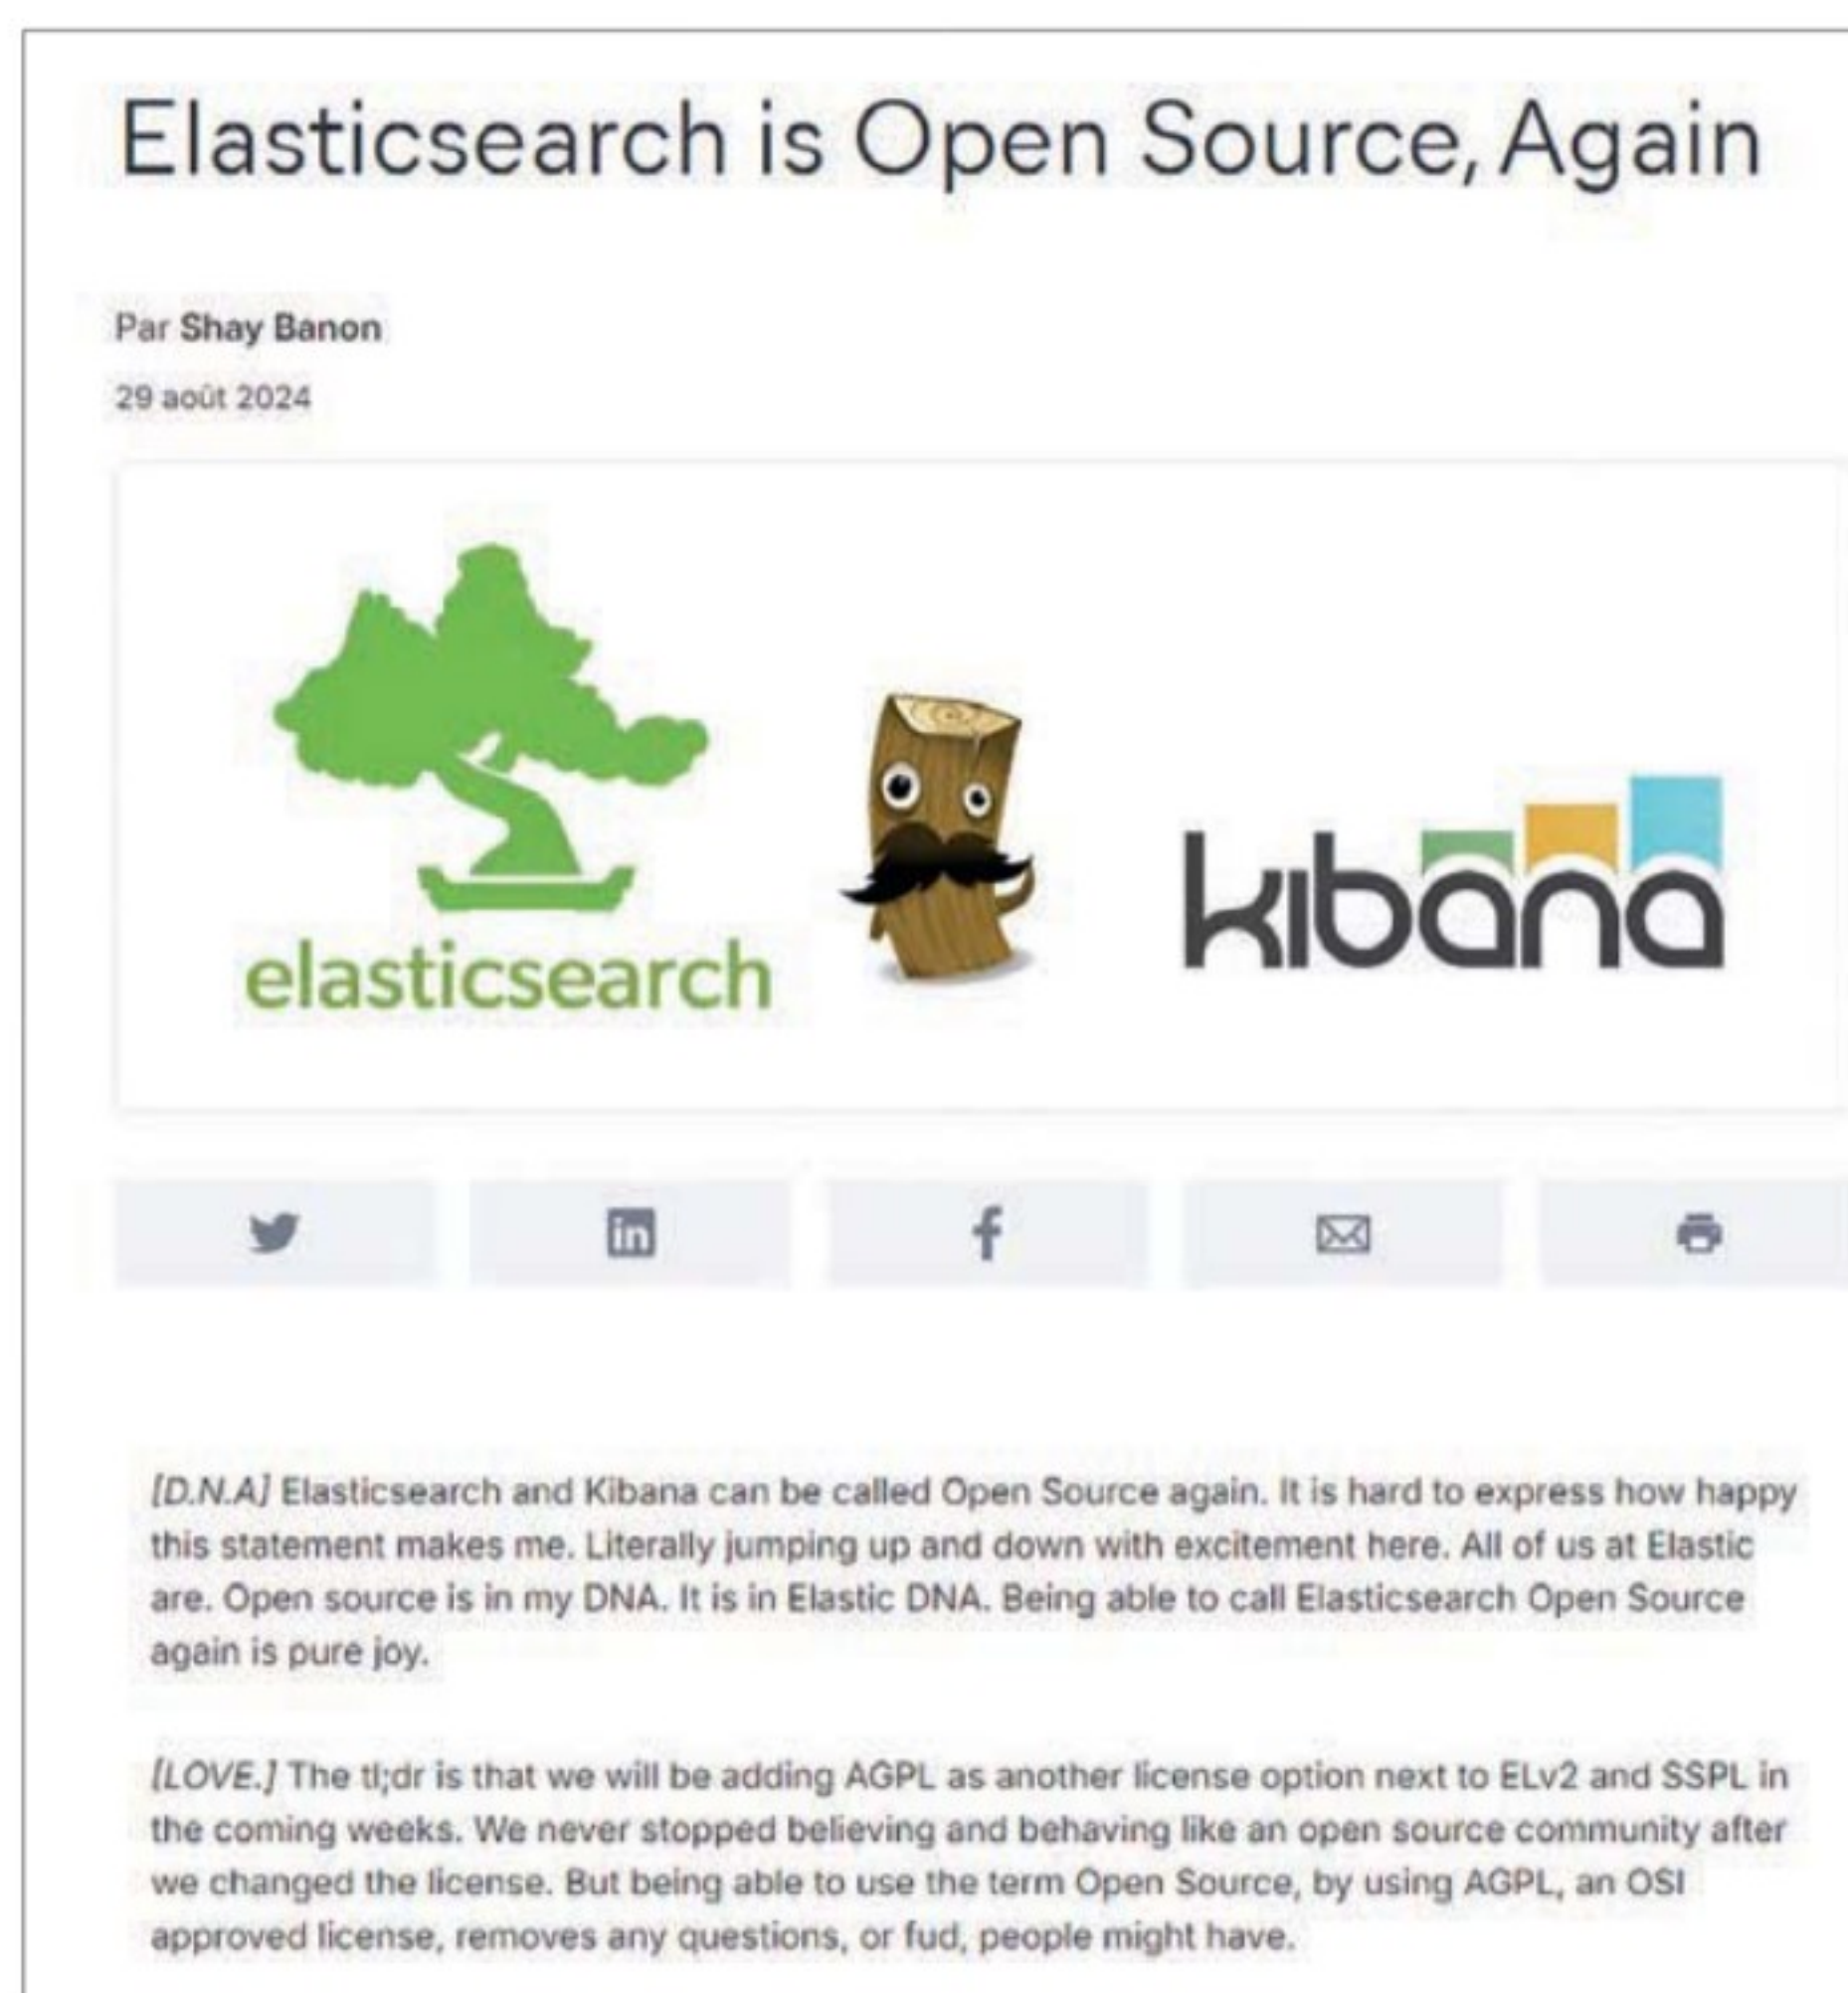 Elasticsearch is Open Source, Again
Par Shay Banon
29 août 2024
elasticsearch
kibana
in
f
[D.N.A] Elasticsearch and Kibana can be called Open Source again. It is hard to express how happy
this statement makes me. Literally jumping up and down with excitement here. All of us at Elastic
are. Open source is in my DNA. It is in Elastic DNA. Being able to call Elasticsearch Open Source
again is pure joy.
[LOVE.] The tl;dr is that we will be adding AGPL as another license option next to ELv2 and SSPL in
the coming weeks. We never stopped believing and behaving like an open source community after
we changed the license. But being able to use the term Open Source, by using AGPL, an OSI
approved license, removes any questions, or fud, people might have.